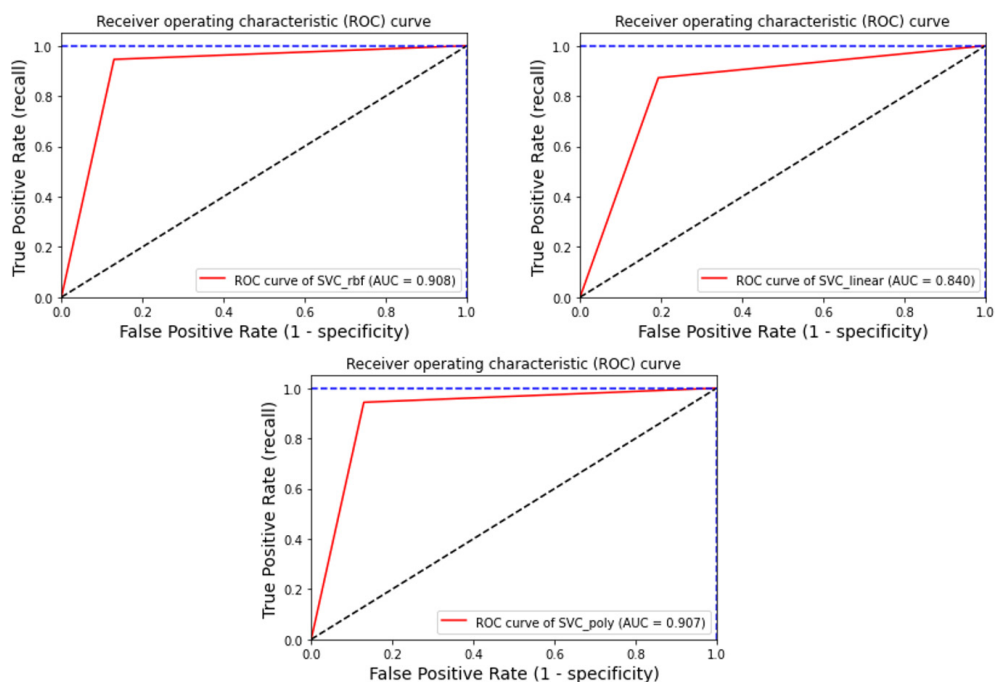 Receiver operating characteristic (ROC) curve
1.0
0.8
0.6
0.4
0.2
0.0
True Positive Rate (recall)
ROC curve of SVC_rbf (AUC = 0.908)
0.0 0.2 0.4 0.6 0.8 1.0
False Positive Rate (1 - specificity)
Receiver operating characteristic (ROC) curve
1.0
0.8
0.6
0.4
0.2
0.0
True Positive Rate (recall)
ROC curve of SVC_linear (AUC = 0.840)
0.0 0.2 0.4 0.6 0.8 1.0
False Positive Rate (1 - specificity)
Receiver operating characteristic (ROC) curve
1.0
0.8
0.6
0.4
0.2
0.0
True Positive Rate (recall)
ROC curve of SVC_poly (AUC = 0.907)
0.0 0.2 0.4 0.6 0.8 1.0
False Positive Rate (1 - specificity)